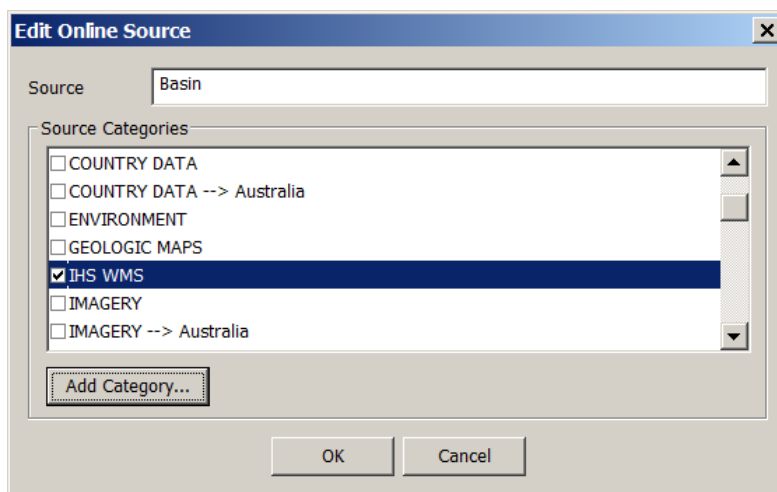 Edit Online Source
Source
Basin
Source Categories
COUNTRY DATA
COUNTRY DATA --> Australia
ENVIRONMENT
GEOLOGIC MAPS
IHS WMS
IMAGERY
IMAGERY --> Australia
Add Category...
OK
Cancel